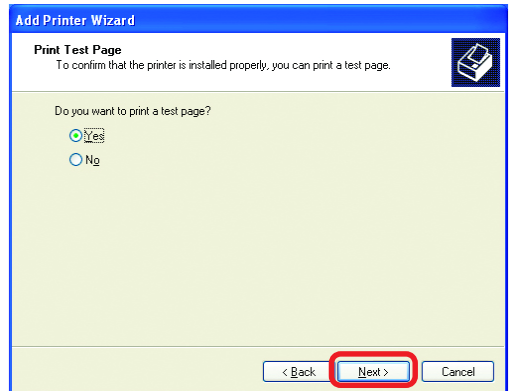 Add Printer Wizard
Print Test Page
To confirm that the printer is installed properly, you can print a test page.
Do you want to print a test page?
Yes
No
< Back
Next >
Cancel